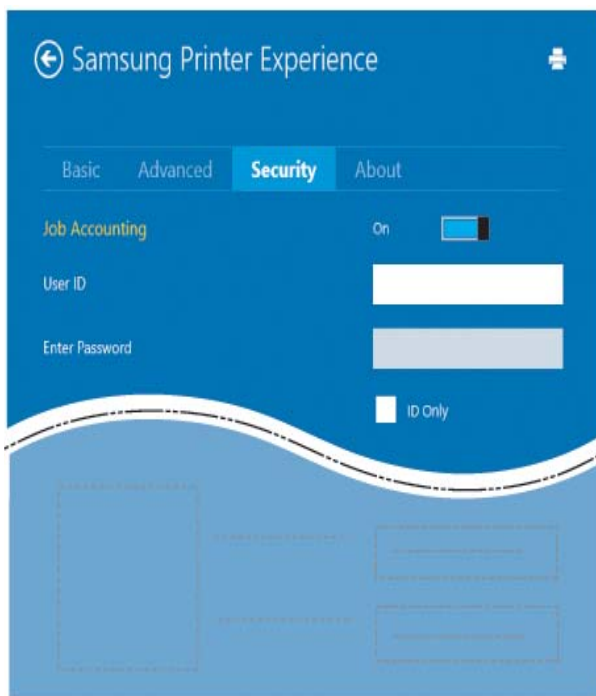 Samsung Printer Experience
Basic Advanced Security About
Job Accounting On
User ID
Enter Password
ID Only